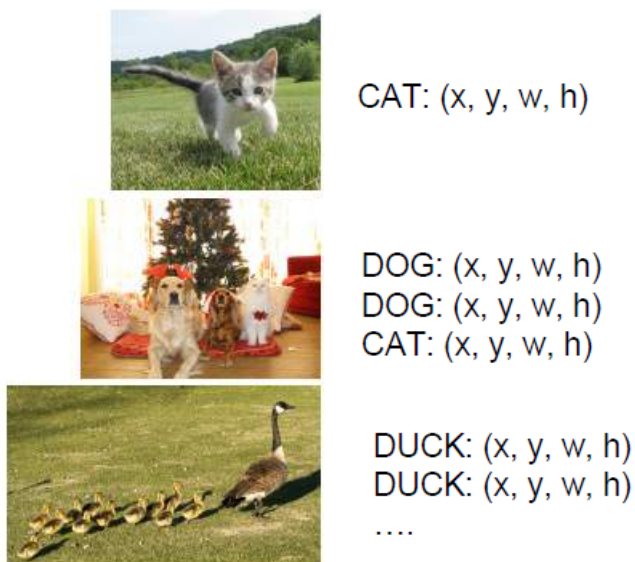 CAT: (x, y, w, h)
DOG: (x, y, w, h)
DOG: (x, y, w, h)
CAT: (x, y, w, h)
DUCK: (x, y, w, h)
DUCK: (x, y, w, h)
....